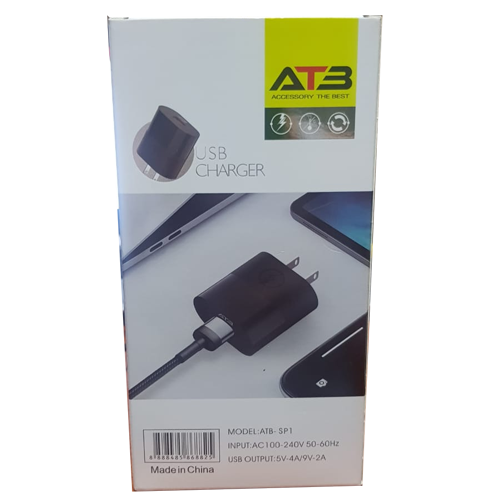 ATB
ACCESSORY THE BEST
USB
CHARGER
MODEL:ATB-SP1
INPUT:AC100-240V 50-60Hz
USB OUTPUT:5V-4A/9V-2A
Made in China